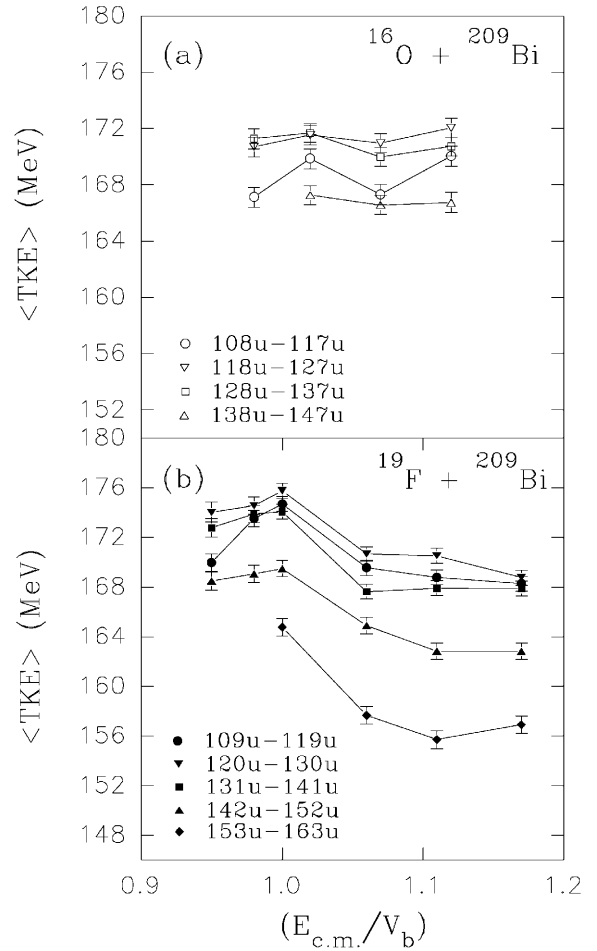 180
(a)
16O + 209Bi
176
172
168
164
160
156
152
<TKE> (MeV)
108u−117u
118u−127u
128u−137u
138u−147u
180
(b)
19F + 209Bi
176
172
168
164
160
156
152
148
<TKE> (MeV)
109u−119u
120u−130u
131u−141u
142u−152u
153u−163u
0.9 1.0 1.1 1.2
(Ec.m./Vb)